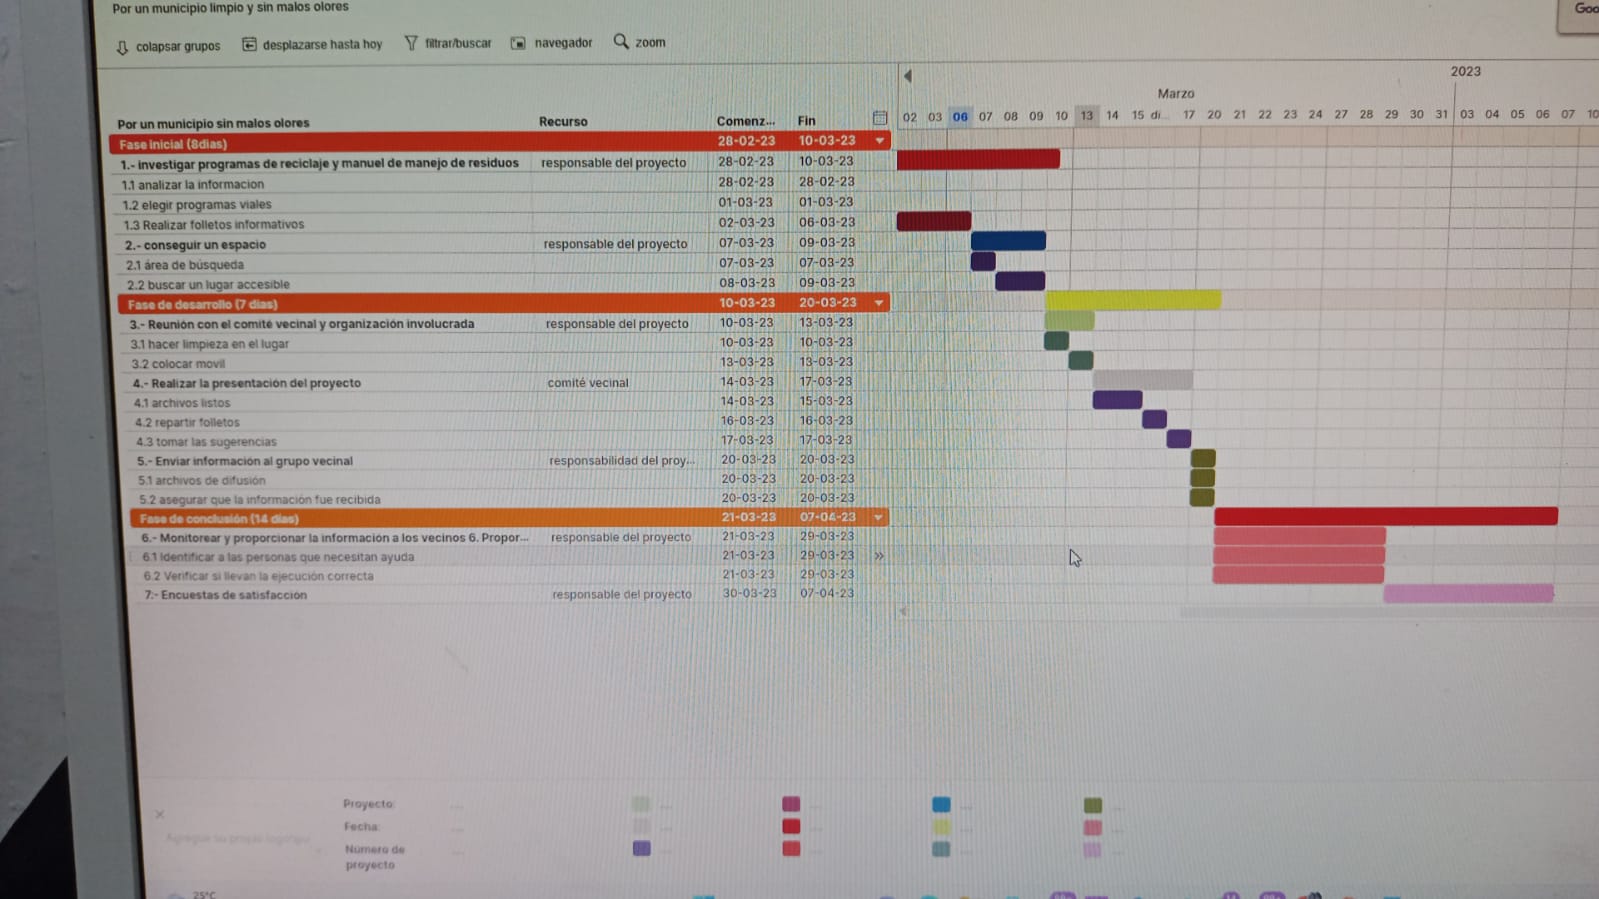 Por un municipio limpio y sin malos olores
colapsar grupos desplazarse hasta hoy filtrar/buscar navegador zoom
Goo
2023
Marzo
Por un municipio sin malos olores Recurso Comenz... Fin 02 03 06 07 08 09 10 13 14 15 di... 17 20 21 22 23 24 27 28 29 30 31 03 04 05 06 07 10
Fase inicial (8dias) 28-02-23 10-03-23
1.- investigar programas de reciclaje y manuel de manejo de residuos responsable del proyecto 28-02-23 10-03-23
1.1 analizar la informacion 28-02-23 28-02-23
1.2 elegir programas viales 01-03-23 01-03-23
1.3 Realizar folletos informativos 02-03-23 06-03-23
2.- conseguir un espacio responsable del proyecto 07-03-23 09-03-23
2.1 área de búsqueda 07-03-23 07-03-23
2.2 buscar un lugar accesible 08-03-23 09-03-23
Fase de desarrollo (7 dias) 10-03-23 20-03-23
3.- Reunión con el comité vecinal y organización involucrada responsable del proyecto 10-03-23 13-03-23
3.1 hacer limpieza en el lugar 10-03-23 10-03-23
3.2 colocar movil 13-03-23 13-03-23
4.- Realizar la presentación del proyecto comité vecinal 14-03-23 17-03-23
4.1 archivos listos 14-03-23 15-03-23
4.2 repartir folletos 16-03-23 16-03-23
4.3 tomar las sugerencias 17-03-23 17-03-23
5.- Enviar información al grupo vecinal responsabilidad del proy... 20-03-23 20-03-23
5.1 archivos de difusión 20-03-23 20-03-23
5.2 asegurar que la información fue recibida 20-03-23 20-03-23
Fase de conclusión (14 dias) 21-03-23 07-04-23
6.- Monitorear y proporcionar la información a los vecinos 6. Propor... responsable del proyecto 21-03-23 29-03-23
6.1 Identificar a las personas que necesitan ayuda 21-03-23 29-03-23
6.2 Verificar si llevan la ejecución correcta 21-03-23 29-03-23
7.- Encuestas de satisfacción responsable del proyecto 30-03-23 07-04-23
Proyecto:
Fecha:
Número de
proyecto
25°C